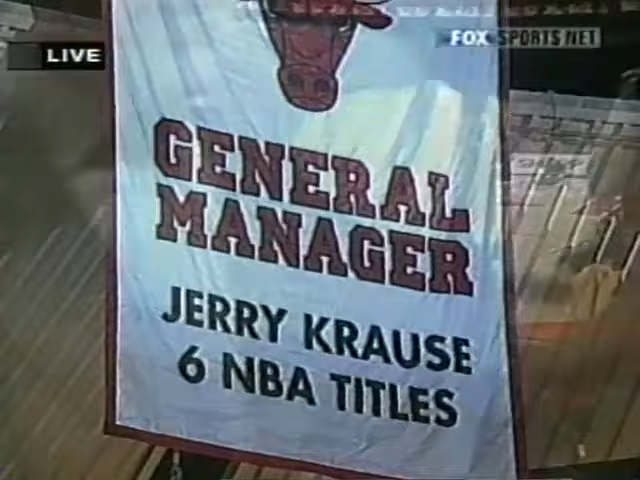 LIVE
FOX SPORTS NET
GENERAL
MANAGER
JERRY KRAUSE
6 NBA TITLES